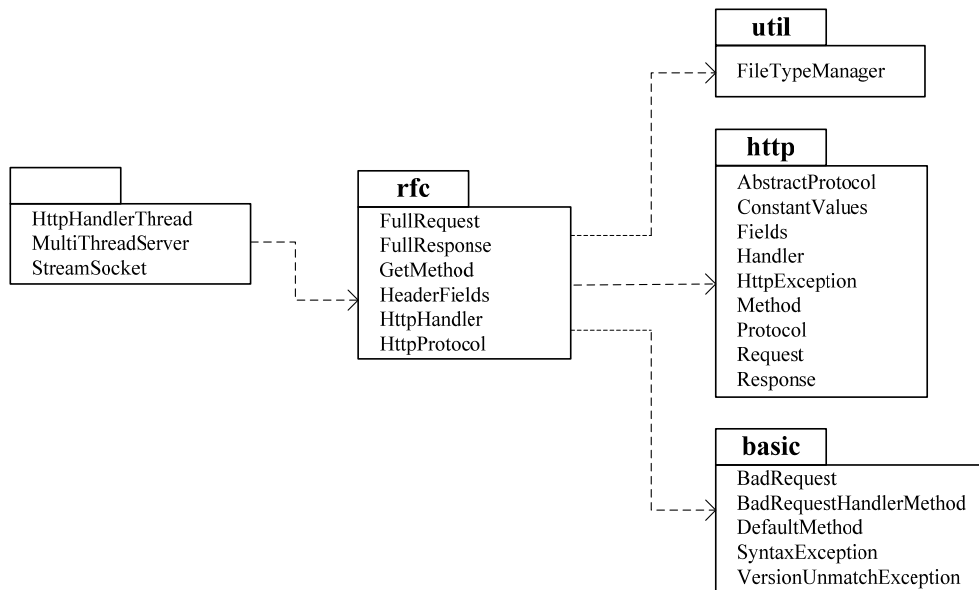 HttpHandlerThread
MultiThreadServer
StreamSocket
rfc
FullRequest
FullResponse
GetMethod
HeaderFields
HttpHandler
HttpProtocol
util
FileTypeManager
http
AbstractProtocol
ConstantValues
Fields
Handler
HttpException
Method
Protocol
Request
Response
basic
BadRequest
BadRequestHandlerMethod
DefaultMethod
SyntaxException
VersionUnmatchException